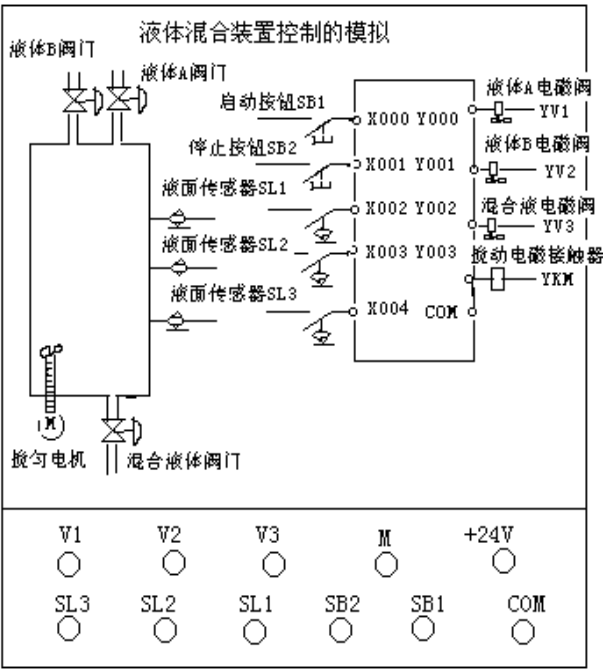 液体混合装置控制的模拟
液体B阀门
液体A阀门
启动按钮SB1
停止按钮SB2
液面传感器SL1
液面传感器SL2
液面传感器SL3
X000 Y000
X001 Y001
X002 Y002
X003 Y003
X004
COM
液体A电磁阀
YV1
液体B电磁阀
YV2
混合液电磁阀
YV3
搅动电磁接触器
YKM
M
搅匀电机
混合液体阀门
V1 V2 V3 M +24V
SL3 SL2 SL1 SB2 SB1 COM